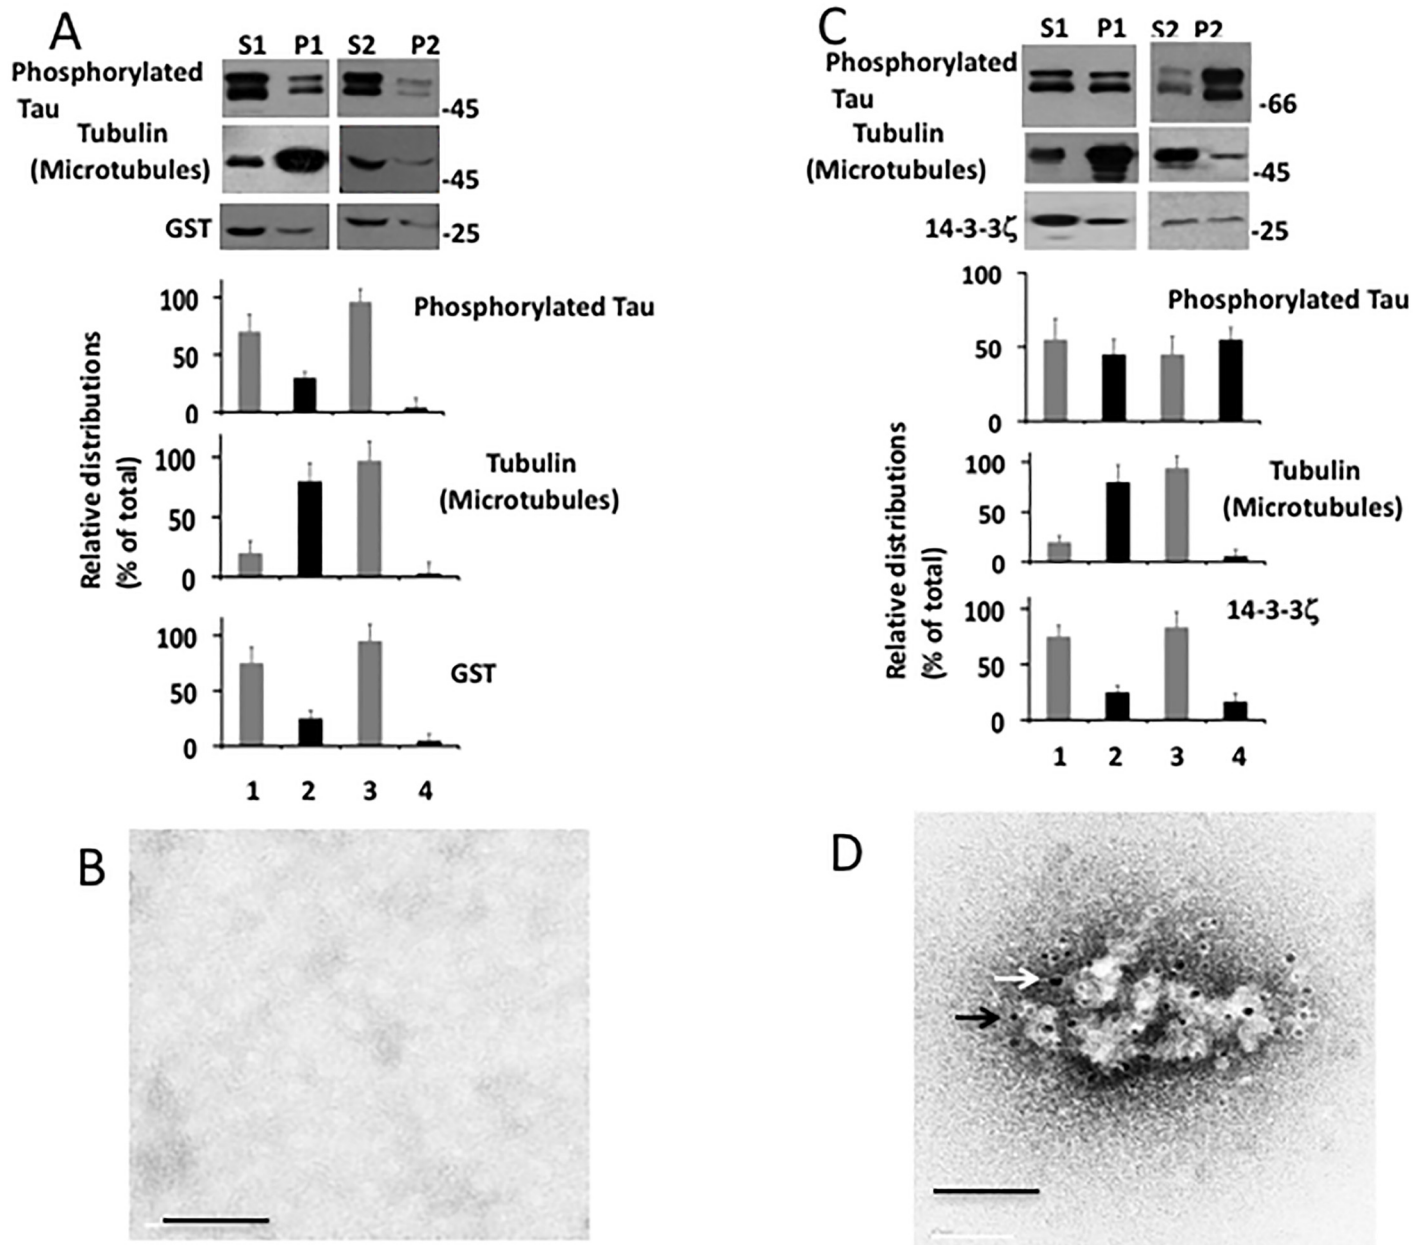 A
S1 P1 S2 P2
Phosphorylated
Tau
-45
Tubulin
(Microtubules)
-45
GST
-25
100
50
0
Phosphorylated Tau
100
50
0
Tubulin
(Microtubules)
100
50
0
GST
Relative distributions
(% of total)
1 2 3 4
B
C
S1 P1 S2 P2
Phosphorylated
Tau
-66
Tubulin
(Microtubules)
-45
14-3-3ζ
-25
100
50
0
Phosphorylated Tau
100
50
0
Tubulin
(Microtubules)
100
50
0
14-3-3ζ
Relative distributions
(% of total)
1 2 3 4
D